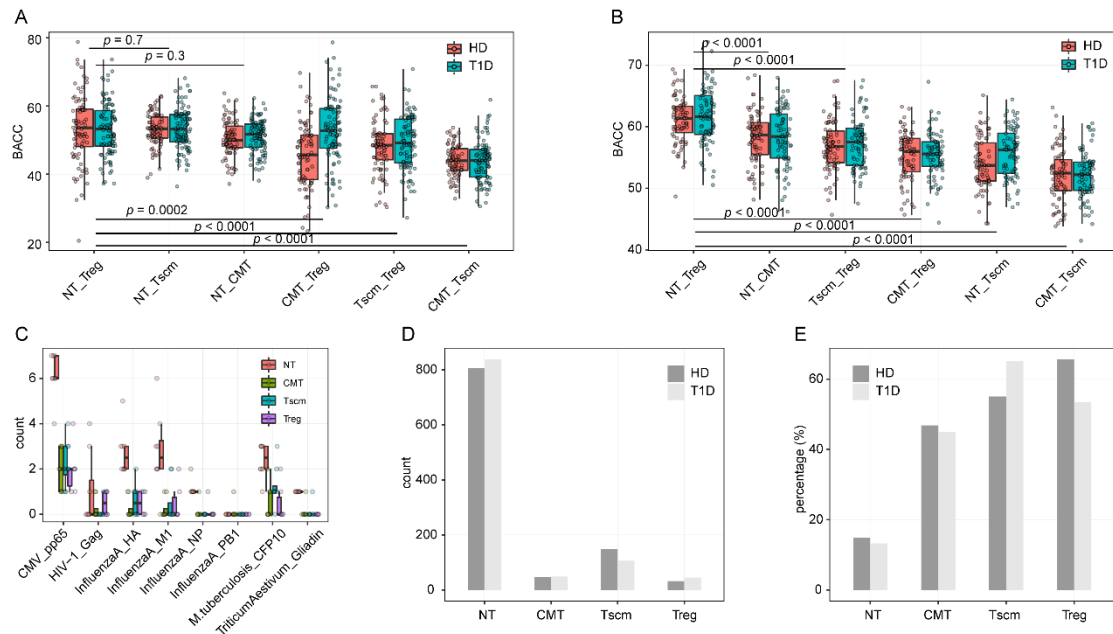 A
80
60
40
20
BACC
p = 0.7
p = 0.3
HD
T1D
p = 0.0002
p < 0.0001
p < 0.0001
NT_Treg
NT_Tscm
NT_CMT
CMT_Treg
Tscm_Treg
CMT_Tscm
B
70
60
50
40
BACC
p < 0.0001
p < 0.0001
HD
T1D
p < 0.0001
p < 0.0001
p < 0.0001
NT_Treg
NT_CMT
Tscm_Treg
CMT_Treg
NT_Tscm
CMT_Tscm
C
6
4
2
0
count
NT
CMT
Tscm
Treg
CMV_pp65
HIV−1_Gag
InfluenzaA_HA
InfluenzaA_M1
InfluenzaA_NP
InfluenzaA_PB1
M.tuberculosis_CFP10
TriticumAestivum_Gliadin
D
800
600
400
200
0
count
HD
T1D
NT
CMT
Tscm
Treg
E
60
40
20
0
percentage (%)
HD
T1D
NT
CMT
Tscm
Treg